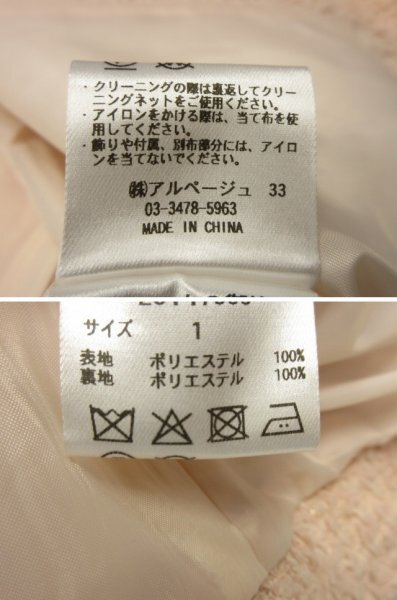 ・クリーニングの際は裏返してクリー
ニングネットをご使用ください。
・アイロンをかける際は、当て布を使
用してください。
・飾りや付属、別布部分には、アイロ
ンを当てないでください。
㈱アルページュ 33
03-3478-5963
MADE IN CHINA
サイズ 1
表地 ポリエステル 100%
裏地 ポリエステル 100%